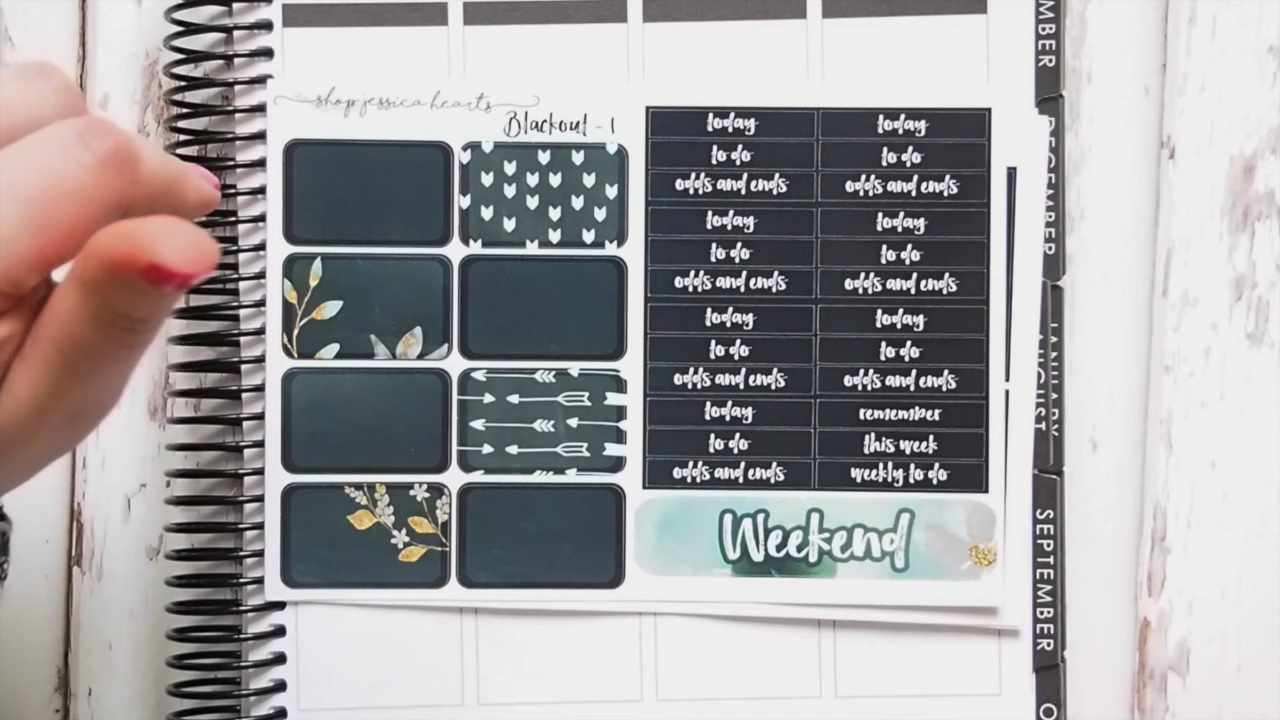 shop jessica hearts
Blackout - 1
today today
to do to do
odds and ends odds and ends
today today
to do to do
odds and ends odds and ends
today today
to do to do
odds and ends odds and ends
today remember
to do this week
odds and ends weekly to do
Weekend
MBER
DECEMBER
JANUARY
AUGUST
SEPTEMBER
O